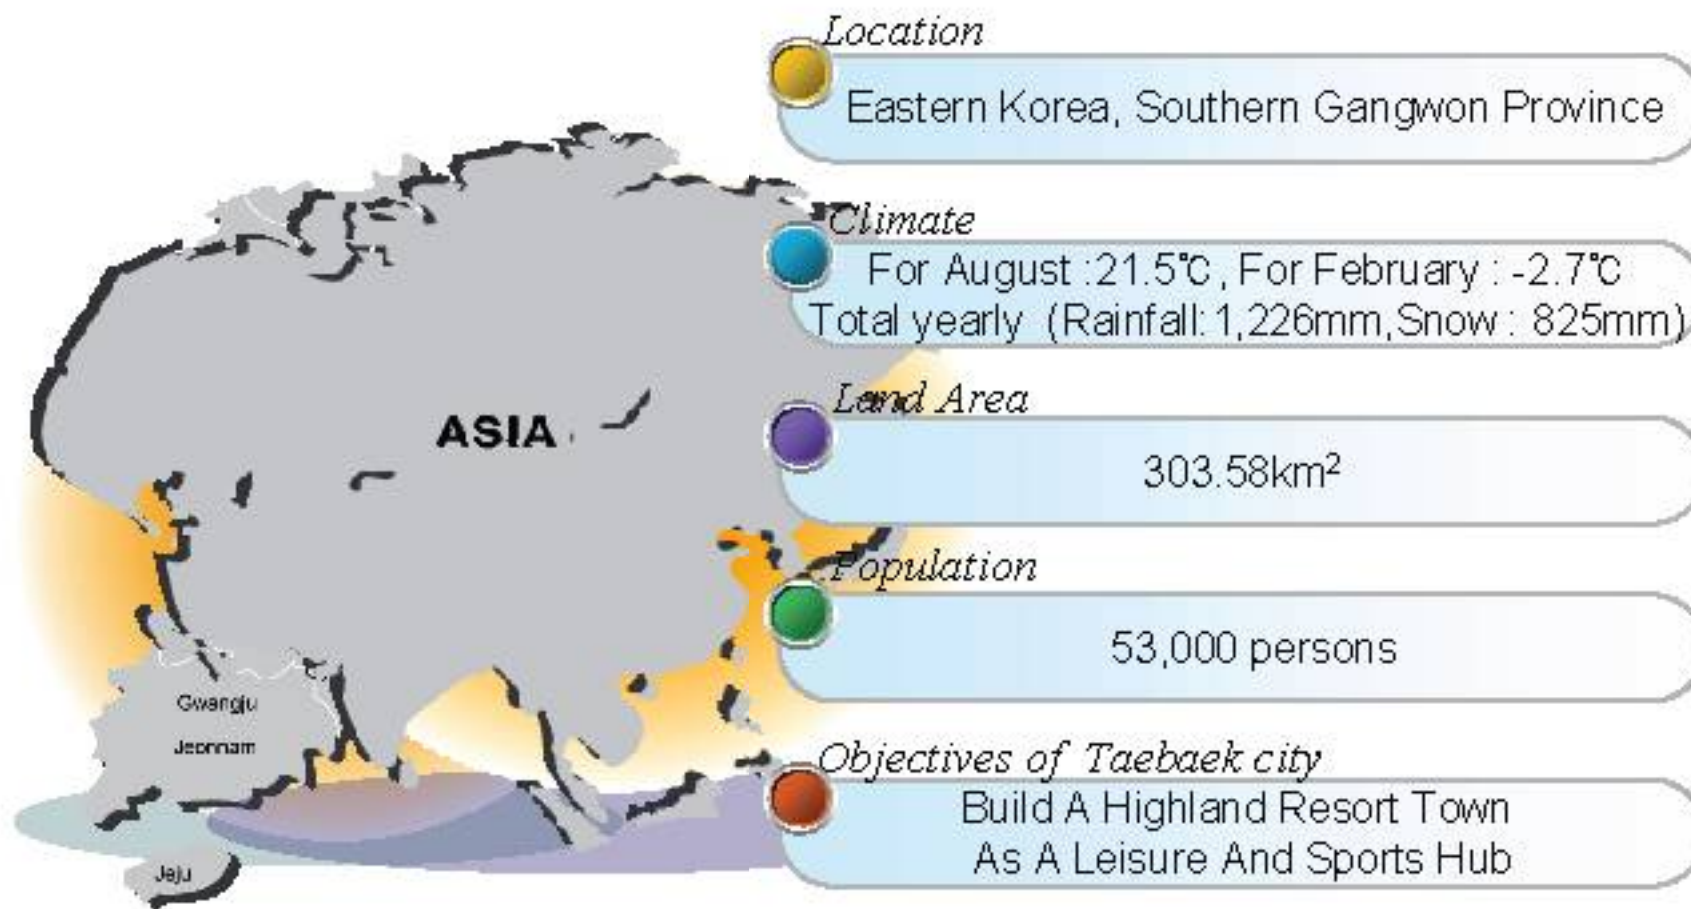 Location
Eastern Korea, Southern Gangwon Province
Climate
For August :21.5℃, For February : -2.7℃
Total yearly (Rainfall: 1,226mm,Snow : 825mm)
ASIA
Land Area
303.58km²
Population
53,000 persons
Gwangju
Jeonnam
Objectives of Taebaek city
Build A Highland Resort Town
As A Leisure And Sports Hub
Jeju